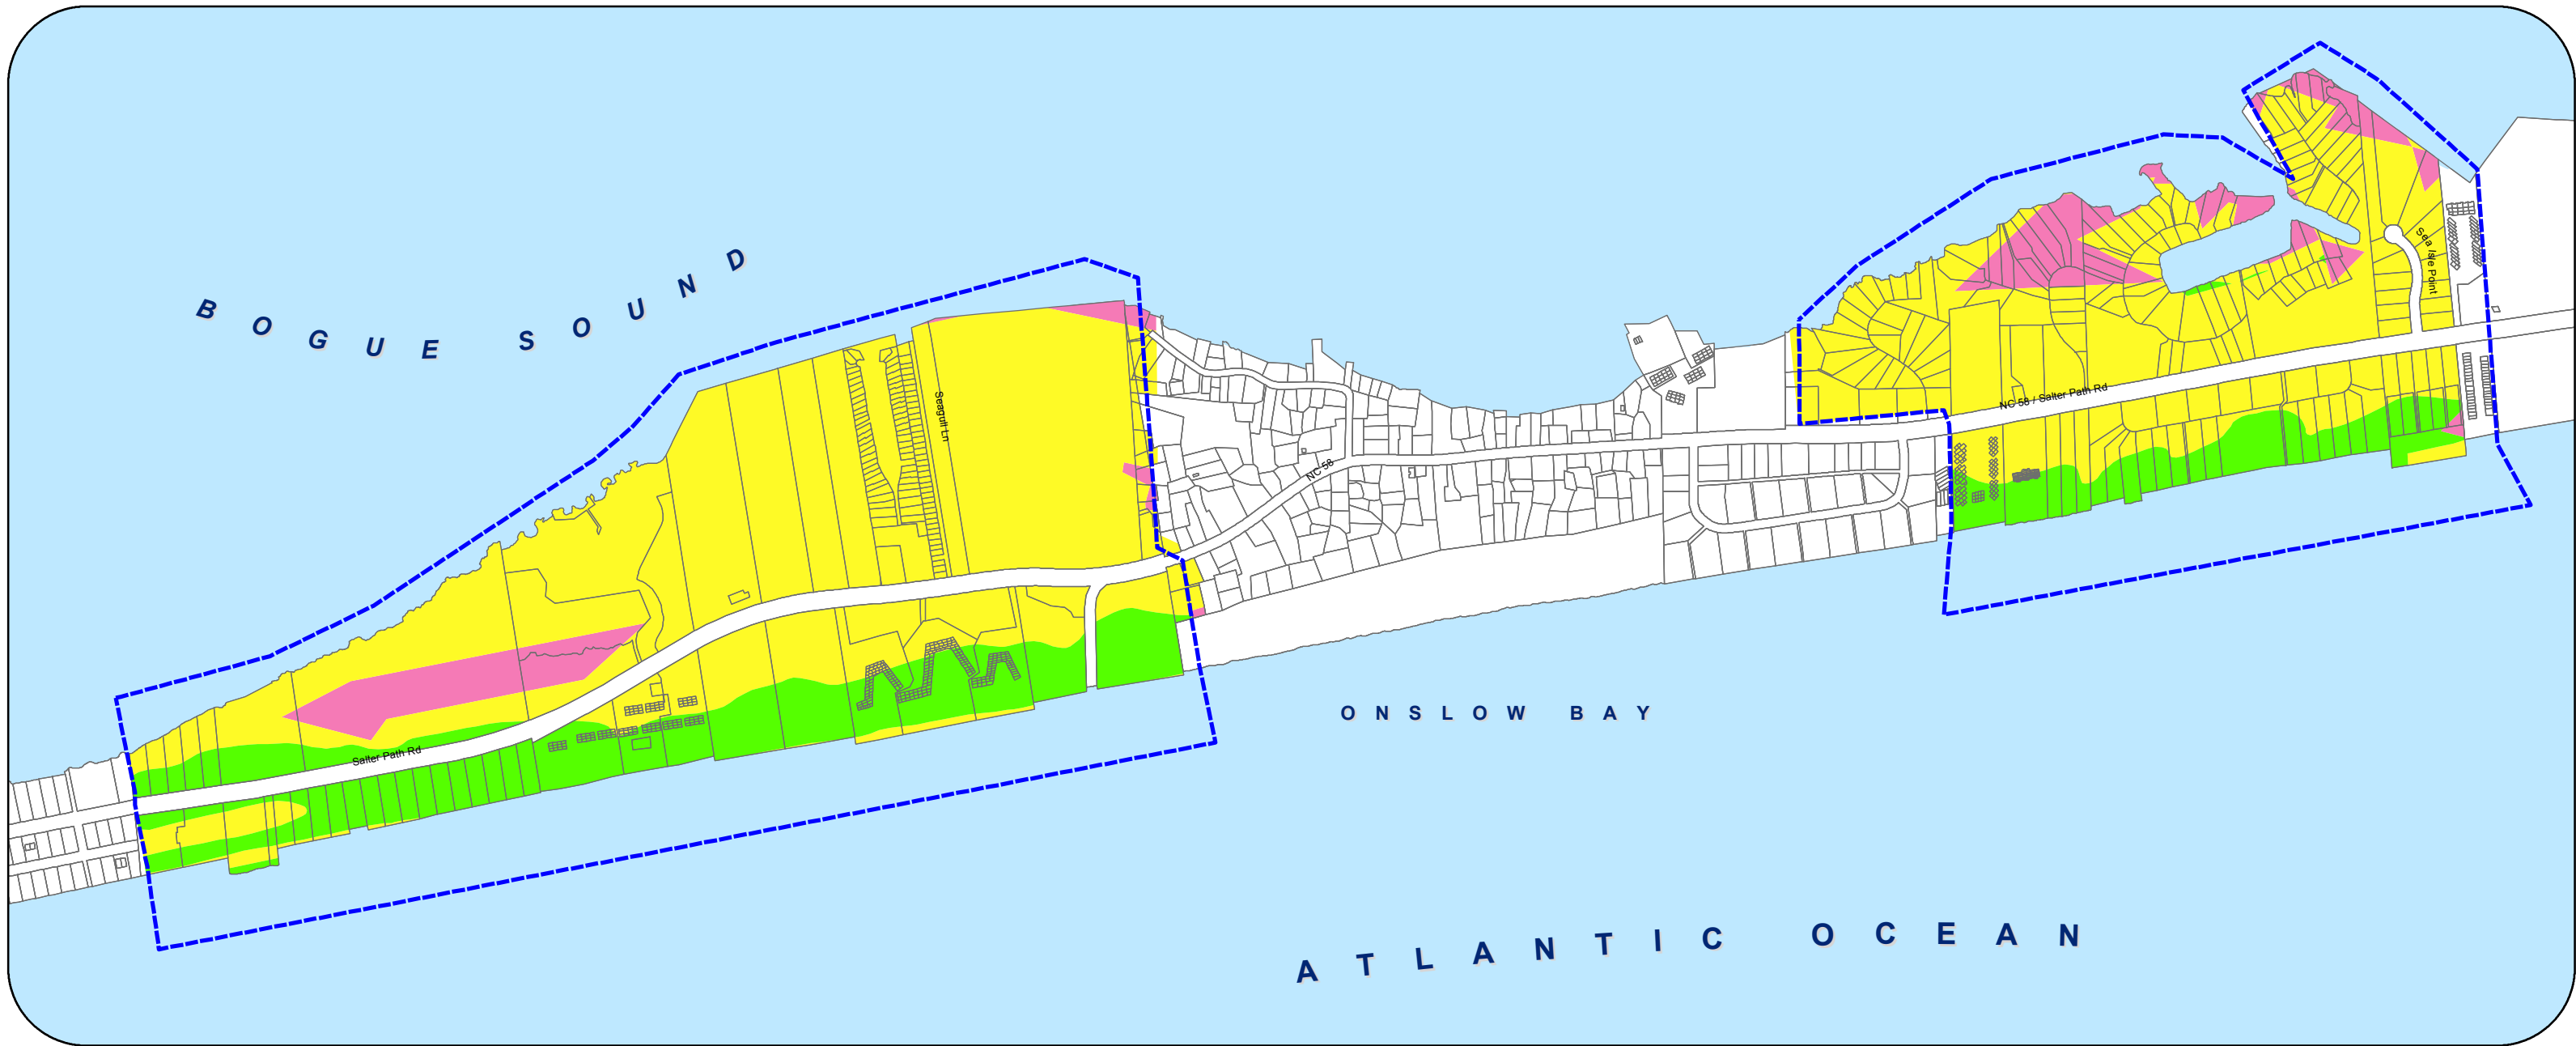 BOGUE SOUND
Sea Isle Point
NC 58 / Salter Path Rd
Seagull Ln
NC 58
Salter Path Rd
ONSLOW BAY
ATLANTIC OCEAN